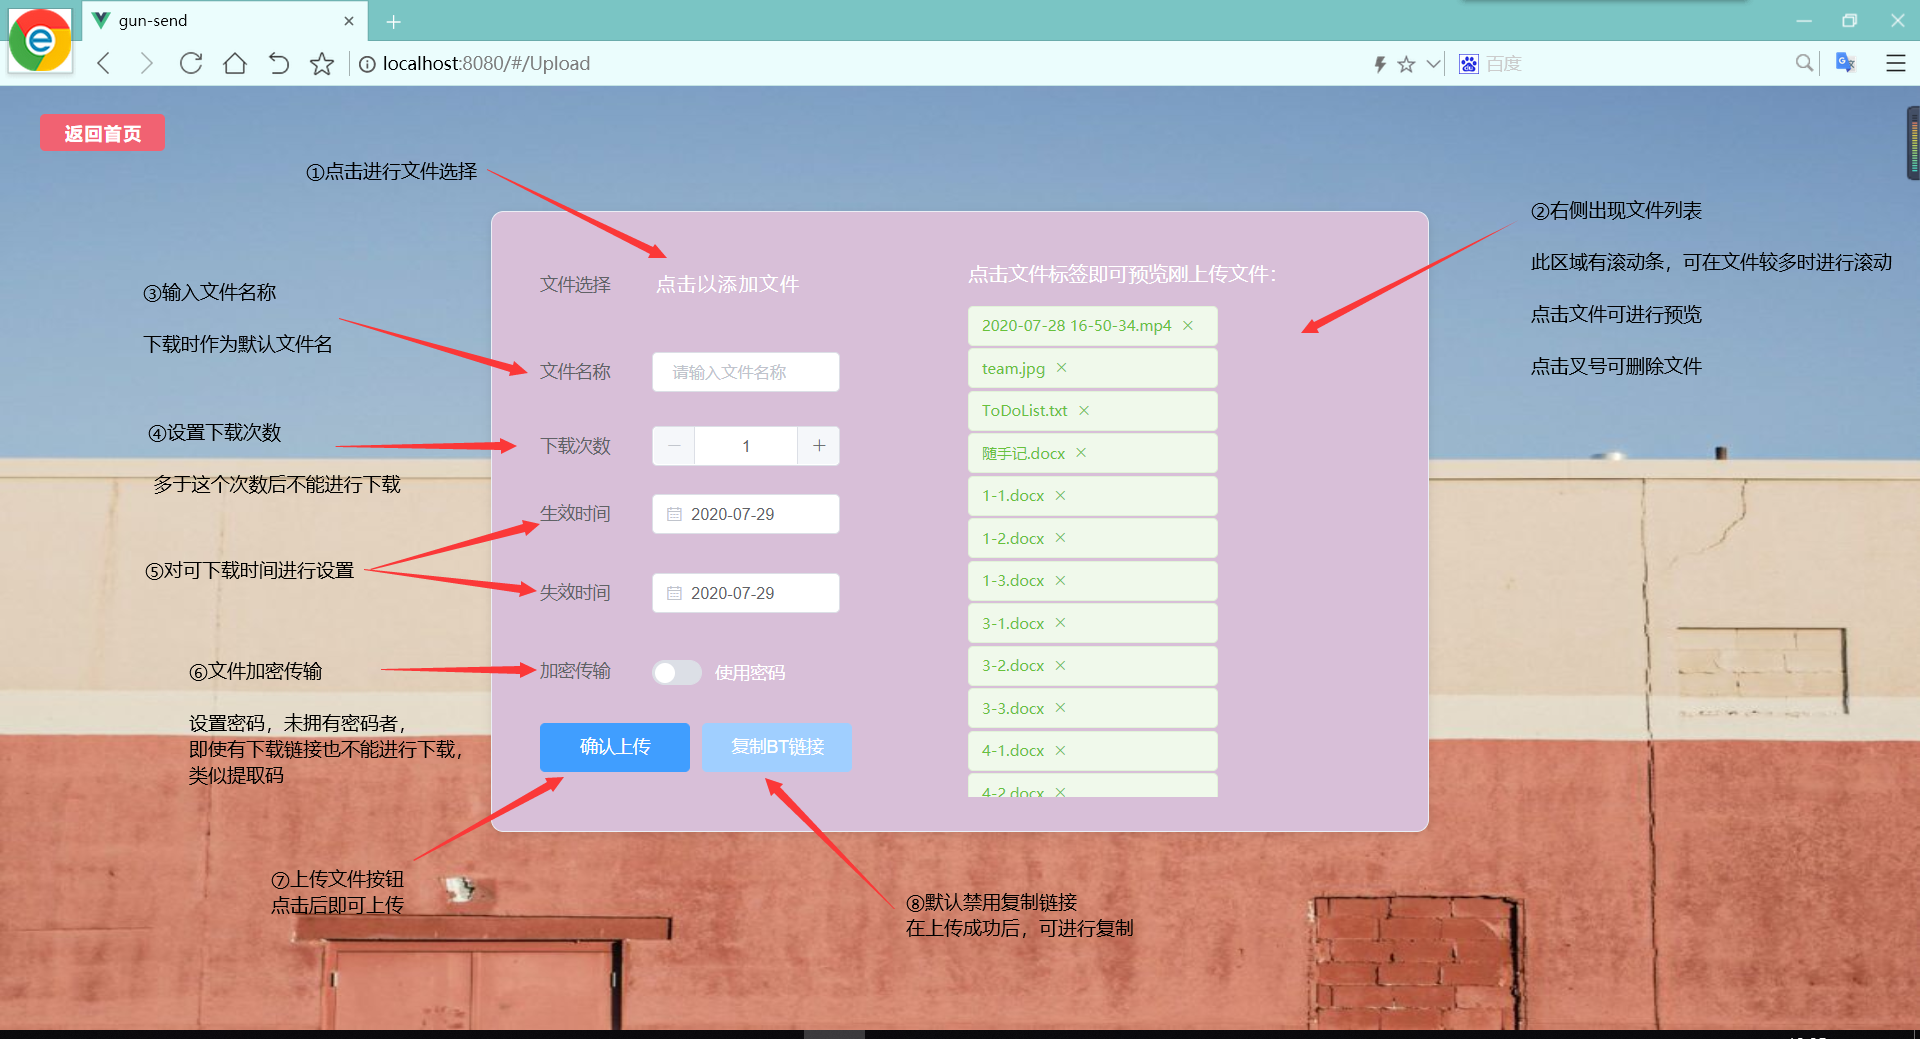 gun-send
localhost:8080/#/Upload
百度
返回首页
①点击进行文件选择
②右侧出现文件列表
此区域有滚动条，可在文件较多时进行滚动
点击文件可进行预览
点击叉号可删除文件
③输入文件名称
下载时作为默认文件名
④设置下载次数
多于这个次数后不能进行下载
⑤对可下载时间进行设置
⑥文件加密传输
设置密码，未拥有密码者，
即使有下载链接也不能进行下载，
类似提取码
⑦上传文件按钮
点击后即可上传
⑧默认禁用复制链接
在上传成功后，可进行复制
文件选择 点击以添加文件
文件名称 请输入文件名称
下载次数 1
生效时间 2020-07-29
失效时间 2020-07-29
加密传输 使用密码
确认上传 复制BT链接
点击文件标签即可预览刚上传文件：
2020-07-28 16-50-34.mp4
team.jpg
ToDoList.txt
随手记.docx
1-1.docx
1-2.docx
1-3.docx
3-1.docx
3-2.docx
3-3.docx
4-1.docx
4-2.docx